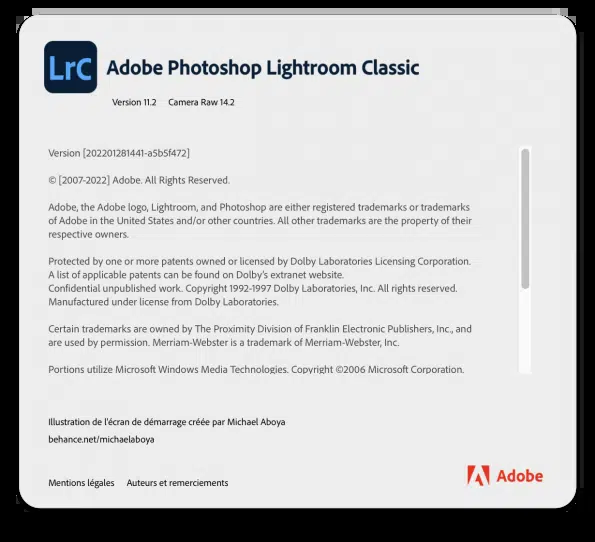 Lrc
Adobe Photoshop Lightroom Classic
Version 11.2 Camera Raw 14.2
Version [202201281441-a5b5f472]
© [2007-2022] Adobe. All Rights Reserved.
Adobe, the Adobe logo, Lightroom, and Photoshop are either registered trademarks or trademarks
of Adobe in the United States and/or other countries. All other trademarks are the property of their
respective owners.
Protected by one or more patents owned or licensed by Dolby Laboratories Licensing Corporation.
A list of applicable patents can be found on Dolby's extranet website.
Confidential unpublished work. Copyright 1992-1997 Dolby Laboratories, Inc. All rights reserved.
Manufactured under license from Dolby Laboratories.
Certain trademarks are owned by The Proximity Division of Franklin Electronic Publishers, Inc., and
are used by permission. Merriam-Webster is a trademark of Merriam-Webster, Inc.
Portions utilize Microsoft Windows Media Technologies. Copyright ©2006 Microsoft Corporation.
Illustration de l'écran de démarrage créée par Michael Aboya
behance.net/michaelaboya
Mentions légales Auteurs et remerciements
Adobe